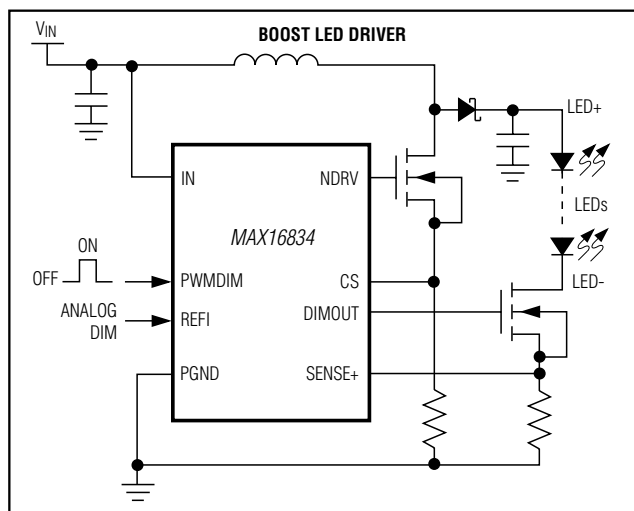 BOOST LED DRIVER
VIN
LED+
LEDs
LED-
IN
NDRV
MAX16834
ON
OFF
PWMDIM
CS
ANALOG
DIM
REFI
DIMOUT
PGND
SENSE+